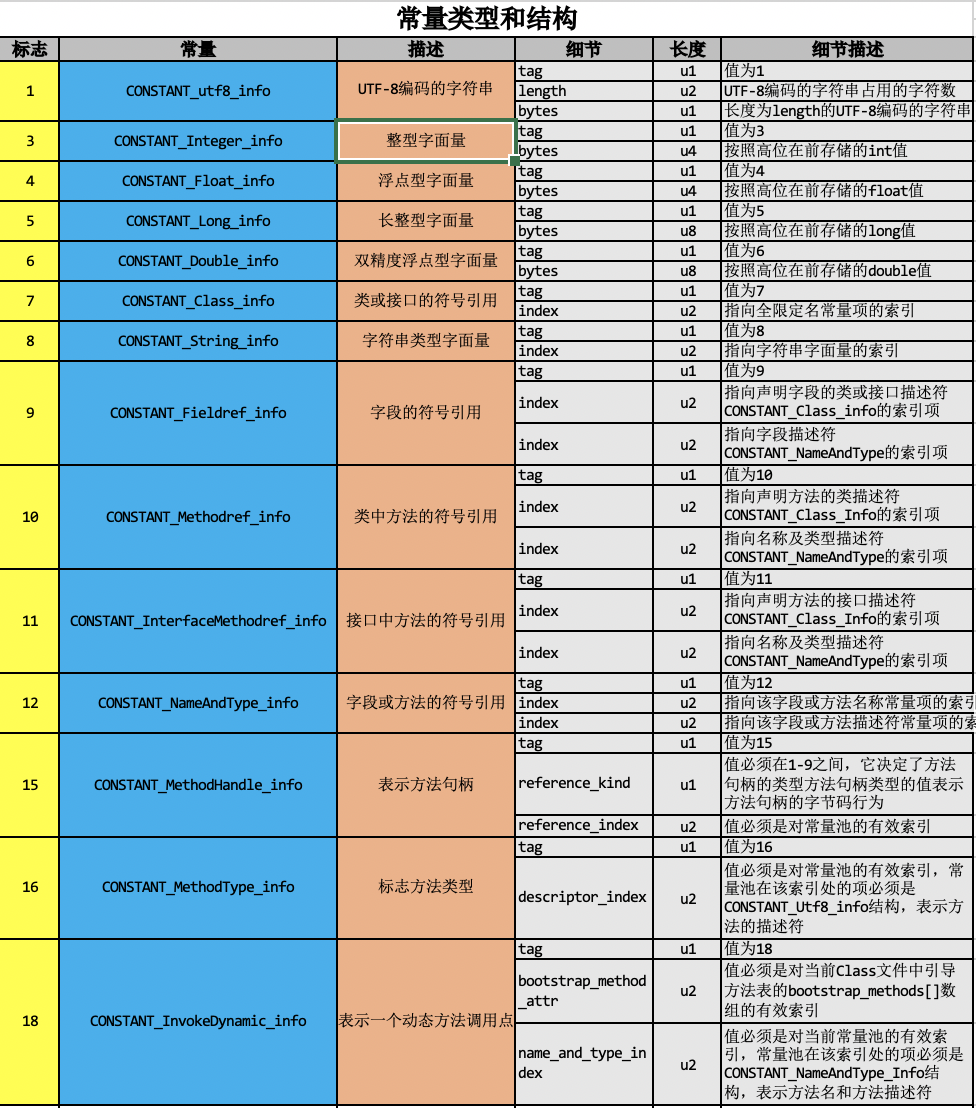 常量类型和结构
标志 常量 描述 细节 长度 细节描述
1 CONSTANT_utf8_info UTF-8编码的字符串 tag u1 值为1
length u2 UTF-8编码的字符串占用的字符数
bytes u1 长度为length的UTF-8编码的字符串
3 CONSTANT_Integer_info 整型字面量 tag u1 值为3
bytes u4 按照高位在前存储的int值
4 CONSTANT_Float_info 浮点型字面量 tag u1 值为4
bytes u4 按照高位在前存储的float值
5 CONSTANT_Long_info 长整型字面量 tag u1 值为5
bytes u8 按照高位在前存储的long值
6 CONSTANT_Double_info 双精度浮点型字面量 tag u1 值为6
bytes u8 按照高位在前存储的double值
7 CONSTANT_Class_info 类或接口的符号引用 tag u1 值为7
index u2 指向全限定名常量项的索引
8 CONSTANT_String_info 字符串类型字面量 tag u1 值为8
index u2 指向字符串字面量的索引
9 CONSTANT_Fieldref_info 字段的符号引用 tag u1 值为9
index u2 指向声明字段的类或接口描述符
CONSTANT_Class_info的索引项
index u2 指向字段描述符
CONSTANT_NameAndType的索引项
10 CONSTANT_Methodref_info 类中方法的符号引用 tag u1 值为10
index u2 指向声明方法的类描述符
CONSTANT_Class_Info的索引项
index u2 指向名称及类型描述符
CONSTANT_NameAndType的索引项
11 CONSTANT_InterfaceMethodref_info 接口中方法的符号引用 tag u1 值为11
index u2 指向声明方法的接口描述符
CONSTANT_Class_Info的索引项
index u2 指向名称及类型描述符
CONSTANT_NameAndType的索引项
12 CONSTANT_NameAndType_info 字段或方法的符号引用 tag u1 值为12
index u2 指向该字段或方法名称常量项的索引
index u2 指向该字段或方法描述符常量项的索
15 CONSTANT_MethodHandle_info 表示方法句柄 tag u1 值为15
reference_kind u1 值必须在1-9之间，它决定了方法
句柄的类型方法句柄类型的值表示
方法句柄的字节码行为
reference_index u2 值必须是对常量池的有效索引
16 CONSTANT_MethodType_info 标志方法类型 tag u1 值为16
descriptor_index u2 值必须是对常量池的有效索引，常
量池在该索引处的项必须是
CONSTANT_Utf8_info结构，表示方
法的描述符
18 CONSTANT_InvokeDynamic_info 表示一个动态方法调用点 tag u1 值为18
bootstrap_method
_attr u2 值必须是对当前Class文件中引导
方法表的bootstrap_methods[]数
组的有效索引
name_and_type_in
dex u2 值必须是对当前常量池的有效索
引，常量池在该索引处的项必须是
CONSTANT_NameAndType_Info结
构，表示方法名和方法描述符